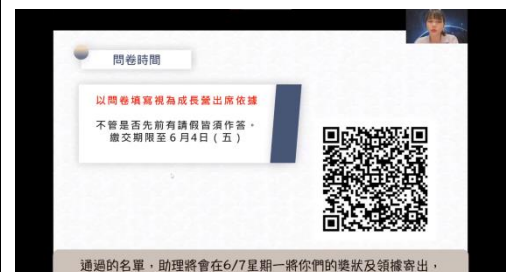 問卷時間
以問卷填寫視為成長營出席依據
不管是否先前有請假皆須作答。
繳交期限至6月4日（五）
通過的名單，助理將會在6/7星期一將你們的獎狀及領據寄出，